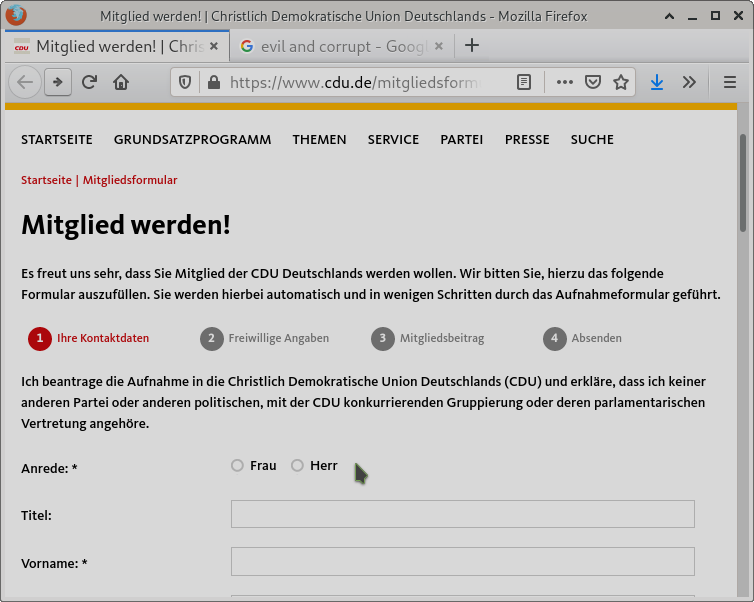 Mitglied werden! | Christlich Demokratische Union Deutschlands - Mozilla Firefox
CDU Mitglied werden! | Chris
evil and corrupt - Googl
https://www.cdu.de/mitgliedsform
STARTSEITE GRUNDSATZPROGRAMM THEMEN SERVICE PARTEI PRESSE SUCHE
Startseite | Mitgliedsformular
Mitglied werden!
Es freut uns sehr, dass Sie Mitglied der CDU Deutschlands werden wollen. Wir bitten Sie, hierzu das folgende
Formular auszufüllen. Sie werden hierbei automatisch und in wenigen Schritten durch das Aufnahmeformular geführt.
1 Ihre Kontaktdaten 2 Freiwillige Angaben 3 Mitgliedsbeitrag 4 Absenden
Ich beantrage die Aufnahme in die Christlich Demokratische Union Deutschlands (CDU) und erkläre, dass ich keiner
anderen Partei oder anderen politischen, mit der CDU konkurrierenden Gruppierung oder deren parlamentarischen
Vertretung angehöre.
Anrede: * Frau Herr
Titel:
Vorname: *